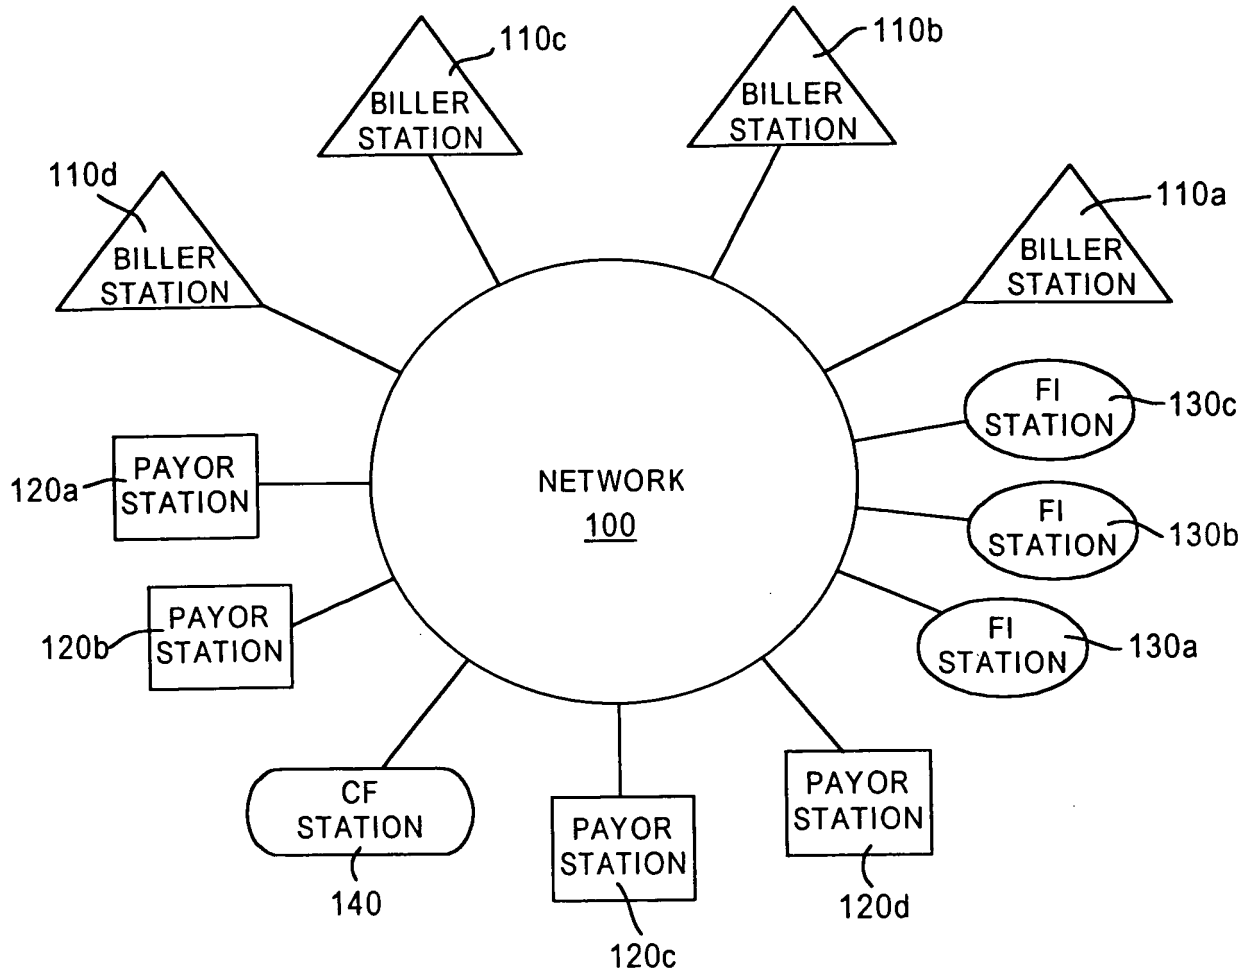 110c
BILLER
STATION
110b
BILLER
STATION
110d
BILLER
STATION
110a
BILLER
STATION
FI
STATION
130c
PAYOR
STATION
120a
NETWORK
100
FI
STATION
130b
PAYOR
STATION
120b
FI
STATION
130a
CF
STATION
140
PAYOR
STATION
120c
PAYOR
STATION
120d